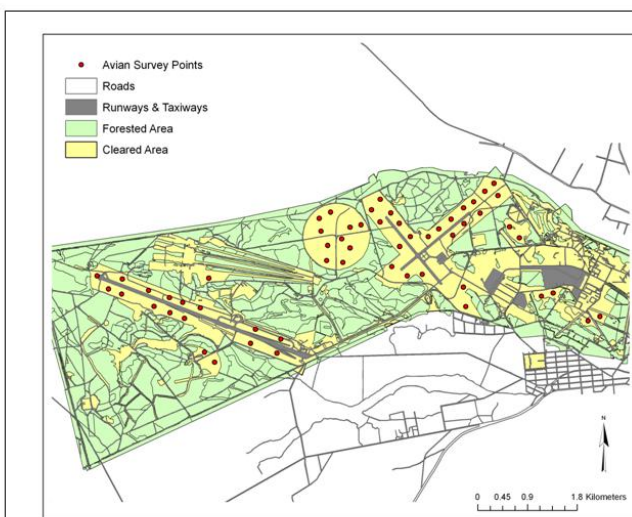 Avian Survey Points
Roads
Runways & Taxiways
Forested Area
Cleared Area
N
0 0.45 0.9 1.8 Kilometers